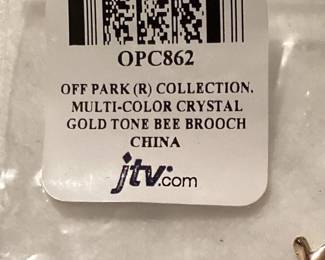 OPC862
OFF PARK (R) COLLECTION,
MULTI-COLOR CRYSTAL
GOLD TONE BEE BROOCH
CHINA
jtv.com